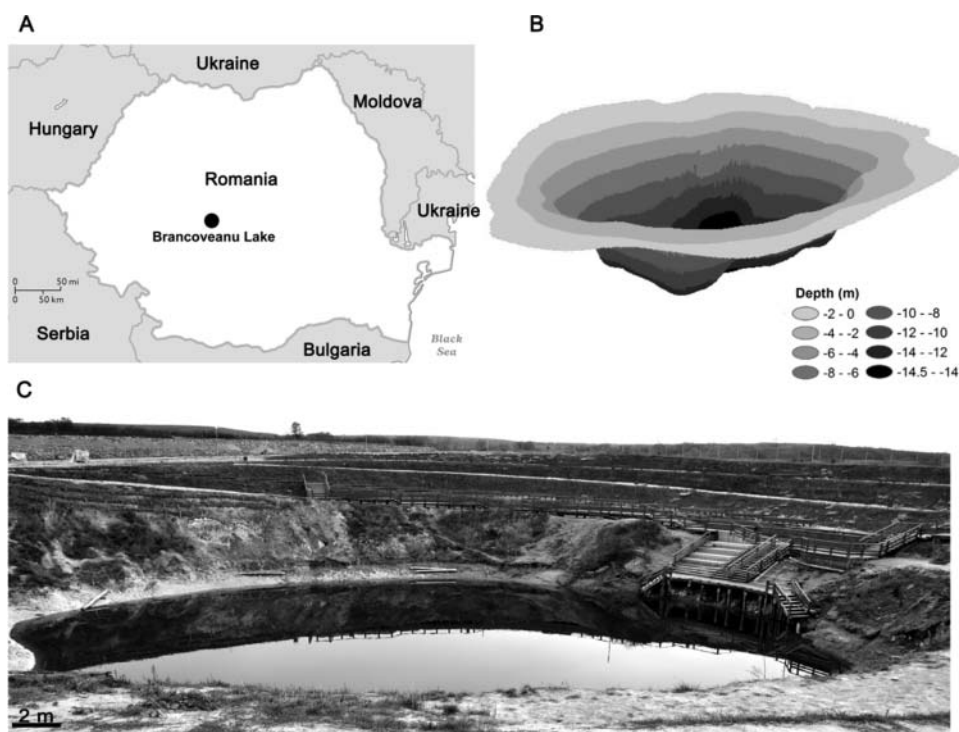 A
Ukraine
Moldova
Hungary
Romania
Ukraine
Brancoveanu Lake
0 50 mi
0 50 km
Serbia
Bulgaria
Black
Sea
B
Depth (m)
-2 - 0
-4 - -2
-6 - -4
-8 - -6
-10 - -8
-12 - -10
-14 - -12
-14.5 - -14
C
2 m